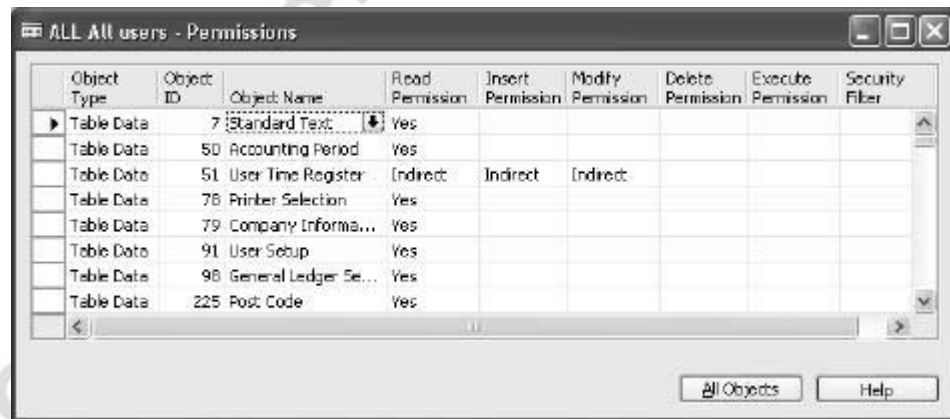 ALL All users - Permissions
Object Type Object ID Object Name Read Permission Insert Permission Modify Permission Delete Permission Execute Permission Security Filter
Table Data 7 Standard Text Yes
Table Data 50 Accounting Period Yes
Table Data 51 User Time Register Indirect Indirect Indirect
Table Data 78 Printer Selection Yes
Table Data 79 Company Informa... Yes
Table Data 91 User Setup Yes
Table Data 98 General Ledger Se... Yes
Table Data 225 Post Code Yes
All Objects Help